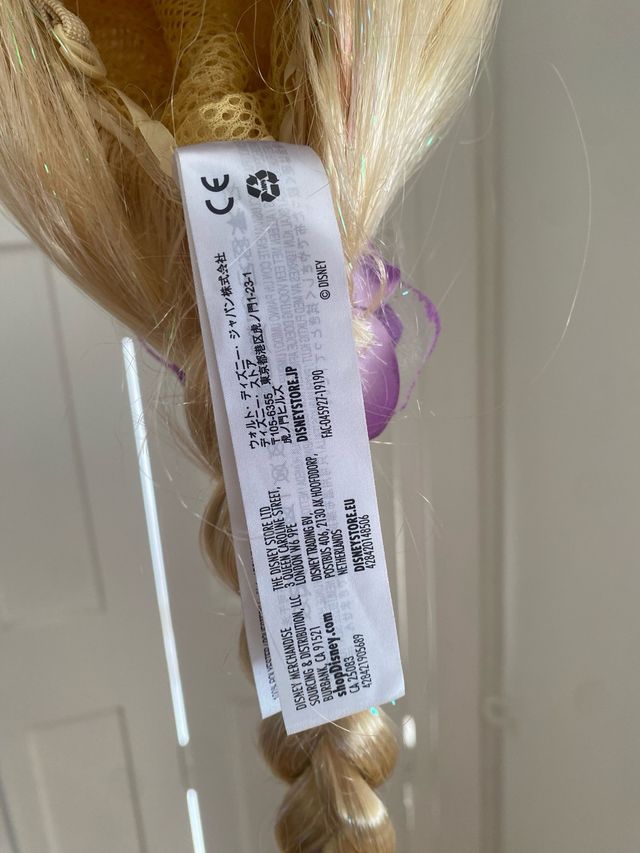 CE
ウォルト・ディズニー・ジャパン株式会社
ディズニー・ストア
〒105-6355 東京都港区虎ノ門1-23-1
虎ノ門ヒルズ
DISNEYSTORE.JP
© DISNEY
FAC-045927-19190
THE DISNEY STORE LTD
3 QUEEN CAROLINE STREET,
LONDON W6 9PE
DISNEY TRADING BV,
POSTBUS 406, 2130 AK HOOFDDORP,
NETHERLANDS
DISNEYSTORE.EU
428420148506
DISNEY MERCHANDISE
SOURCING & DISTRIBUTION, LLC
BURBANK, CA 91521
shopDisney.com
CA 25083
428421905689